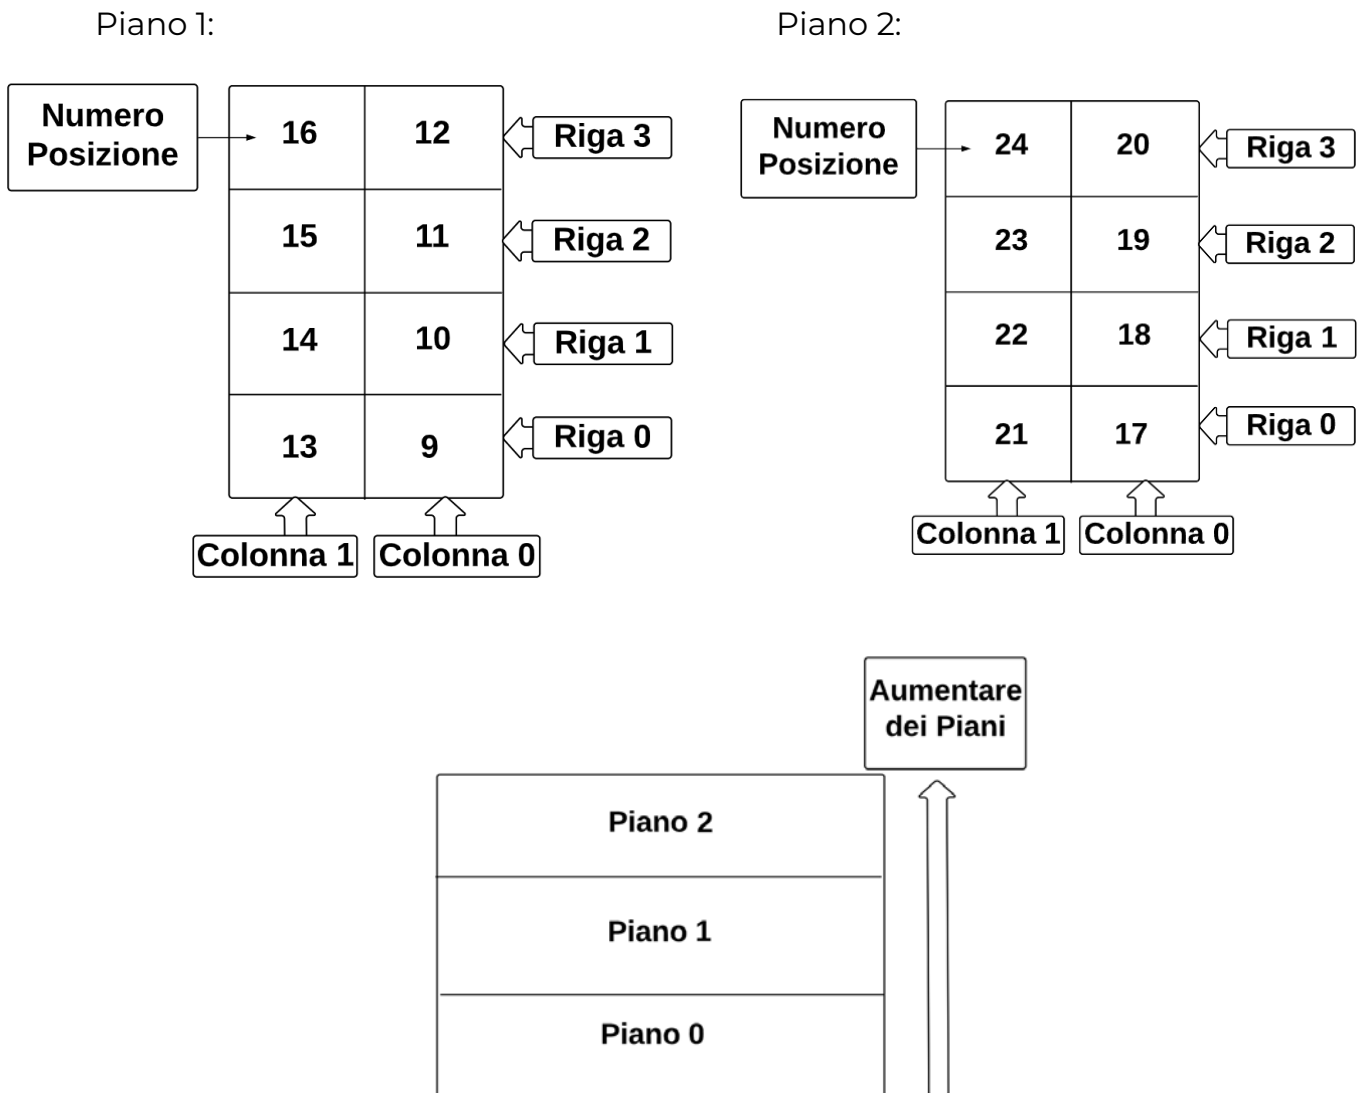 Piano 1:
Numero
Posizione
16 12 Riga 3
15 11 Riga 2
14 10 Riga 1
13 9 Riga 0
Colonna 1 Colonna 0
Piano 2:
Numero
Posizione
24 20 Riga 3
23 19 Riga 2
22 18 Riga 1
21 17 Riga 0
Colonna 1 Colonna 0
Aumentare
dei Piani
Piano 2
Piano 1
Piano 0